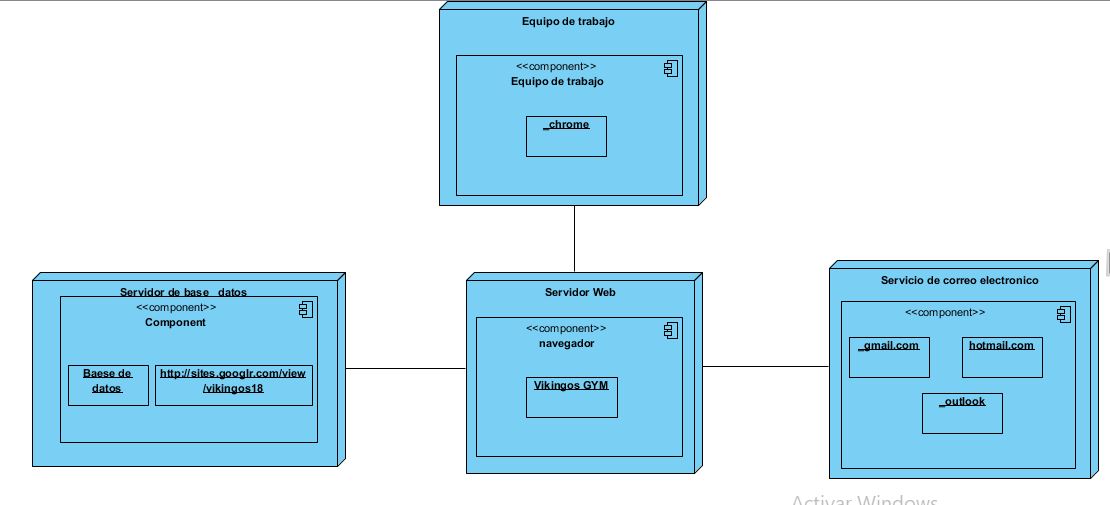 Equipo de trabajo
<<component>>
Equipo de trabajo
_chrome
Servidor de base_datos
<<component>>
Component
Baese de
datos
http://sites.googlr.com/view
/vikingos18
Servidor Web
<<component>>
navegador
Vikingos GYM
Servicio de correo electronico
<<component>>
_gmail.com
hotmail.com
_outlook
Activar Windows